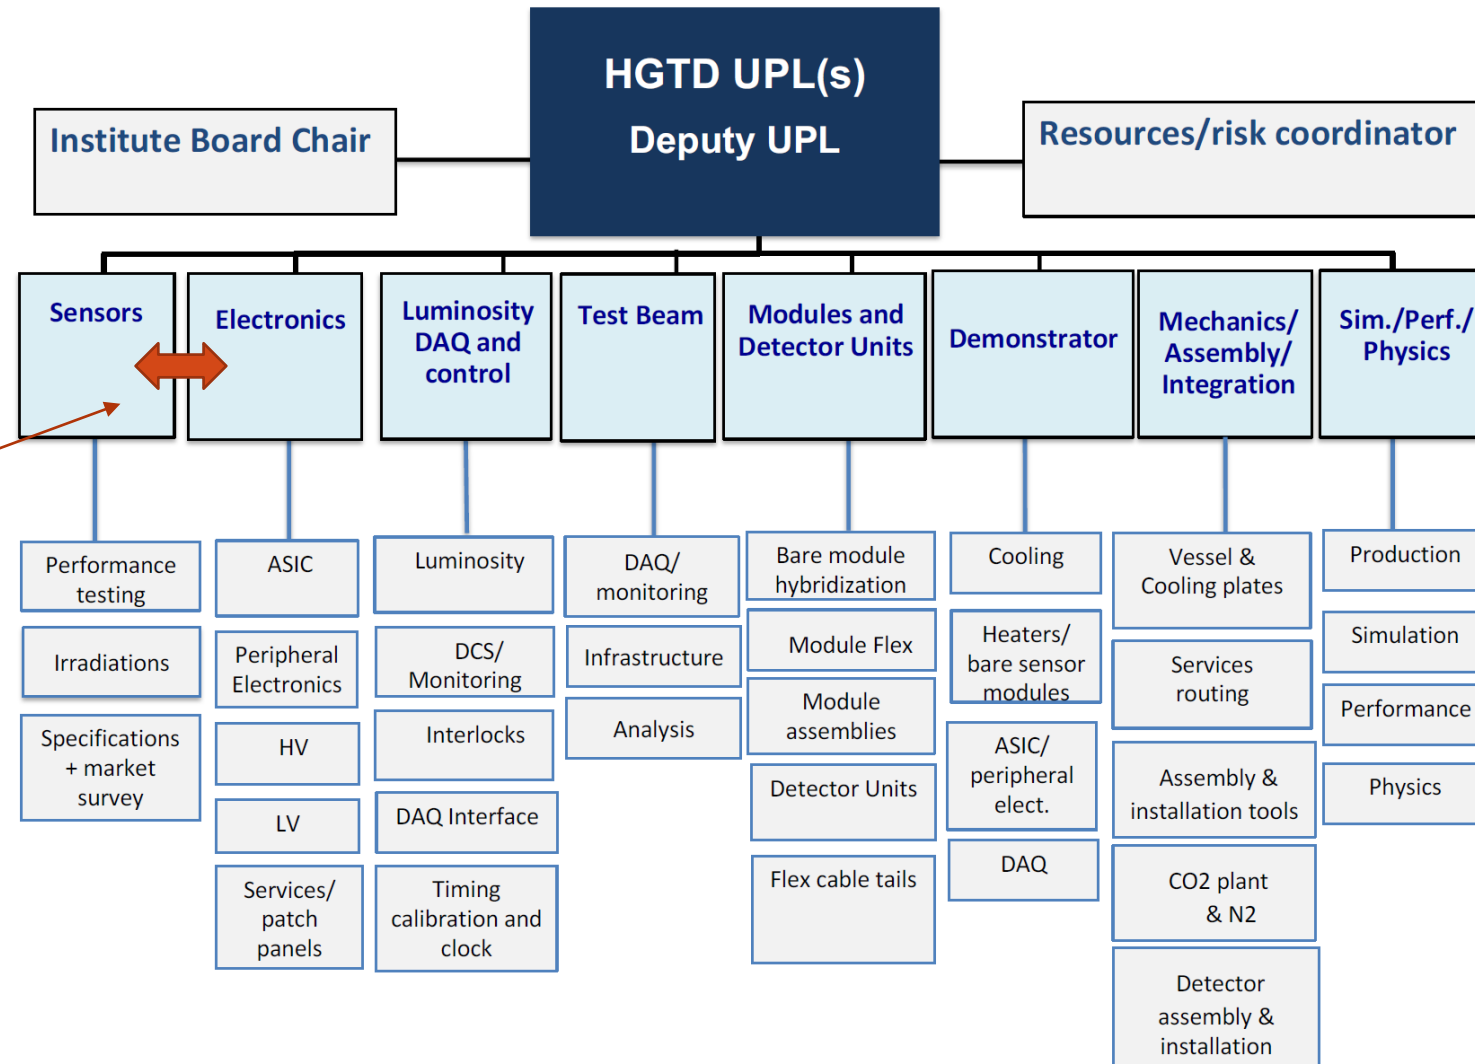 HGTD UPL(s)
Deputy UPL
Institute Board Chair
Resources/risk coordinator
Sensors
Electronics
Luminosity
DAQ and
control
Test Beam
Modules and
Detector Units
Demonstrator
Mechanics/
Assembly/
Integration
Sim./Perf./
Physics
Performance
testing
Irradiations
Specifications
+ market
survey
ASIC
Peripheral
Electronics
HV
LV
Services/
patch
panels
Luminosity
DCS/
Monitoring
Interlocks
DAQ Interface
Timing
calibration and
clock
DAQ/
monitoring
Infrastructure
Analysis
Bare module
hybridization
Module Flex
Module
assemblies
Detector Units
Flex cable tails
Cooling
Heaters/
bare sensor
modules
ASIC/
peripheral
elect.
DAQ
Vessel &
Cooling plates
Services
routing
Assembly &
installation tools
CO2 plant
& N2
Detector
assembly &
installation
Production
Simulation
Performance
Physics